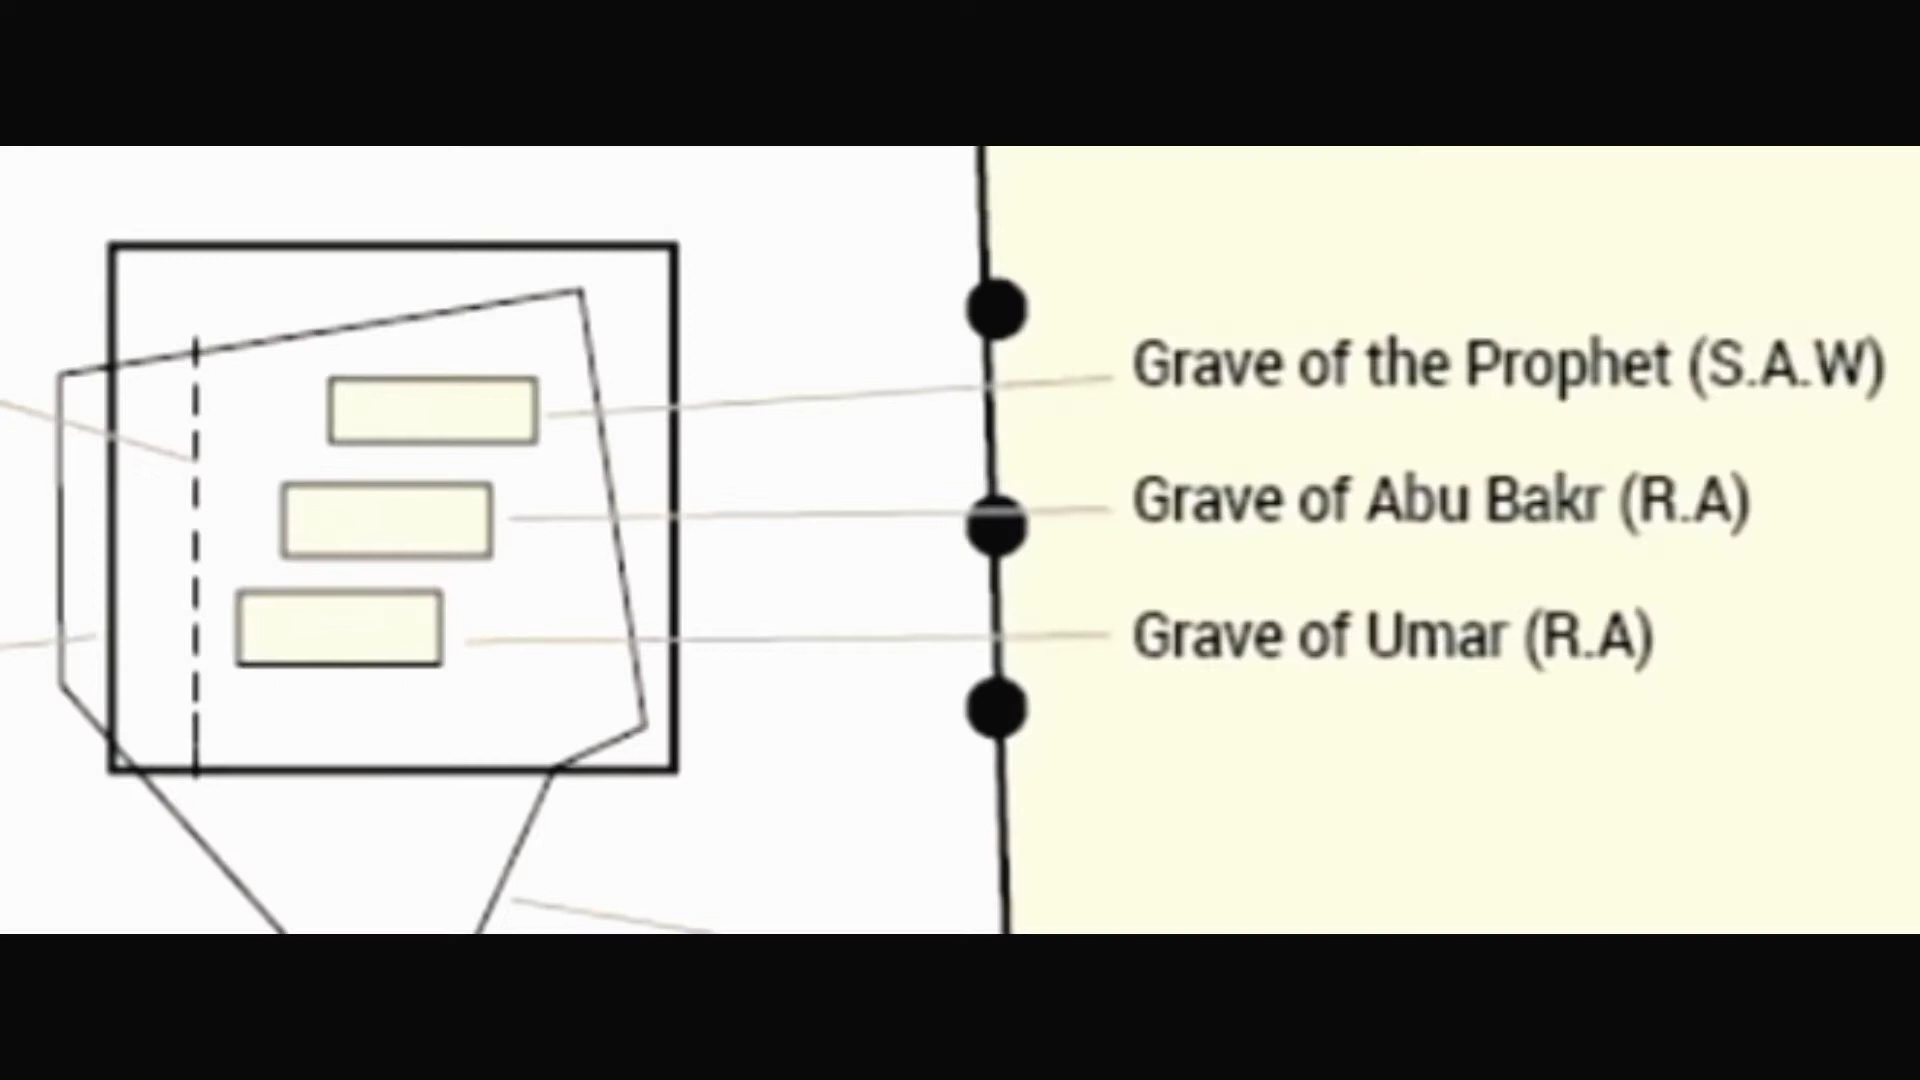 Grave of the Prophet (S.A.W)
Grave of Abu Bakr (R.A)
Grave of Umar (R.A)